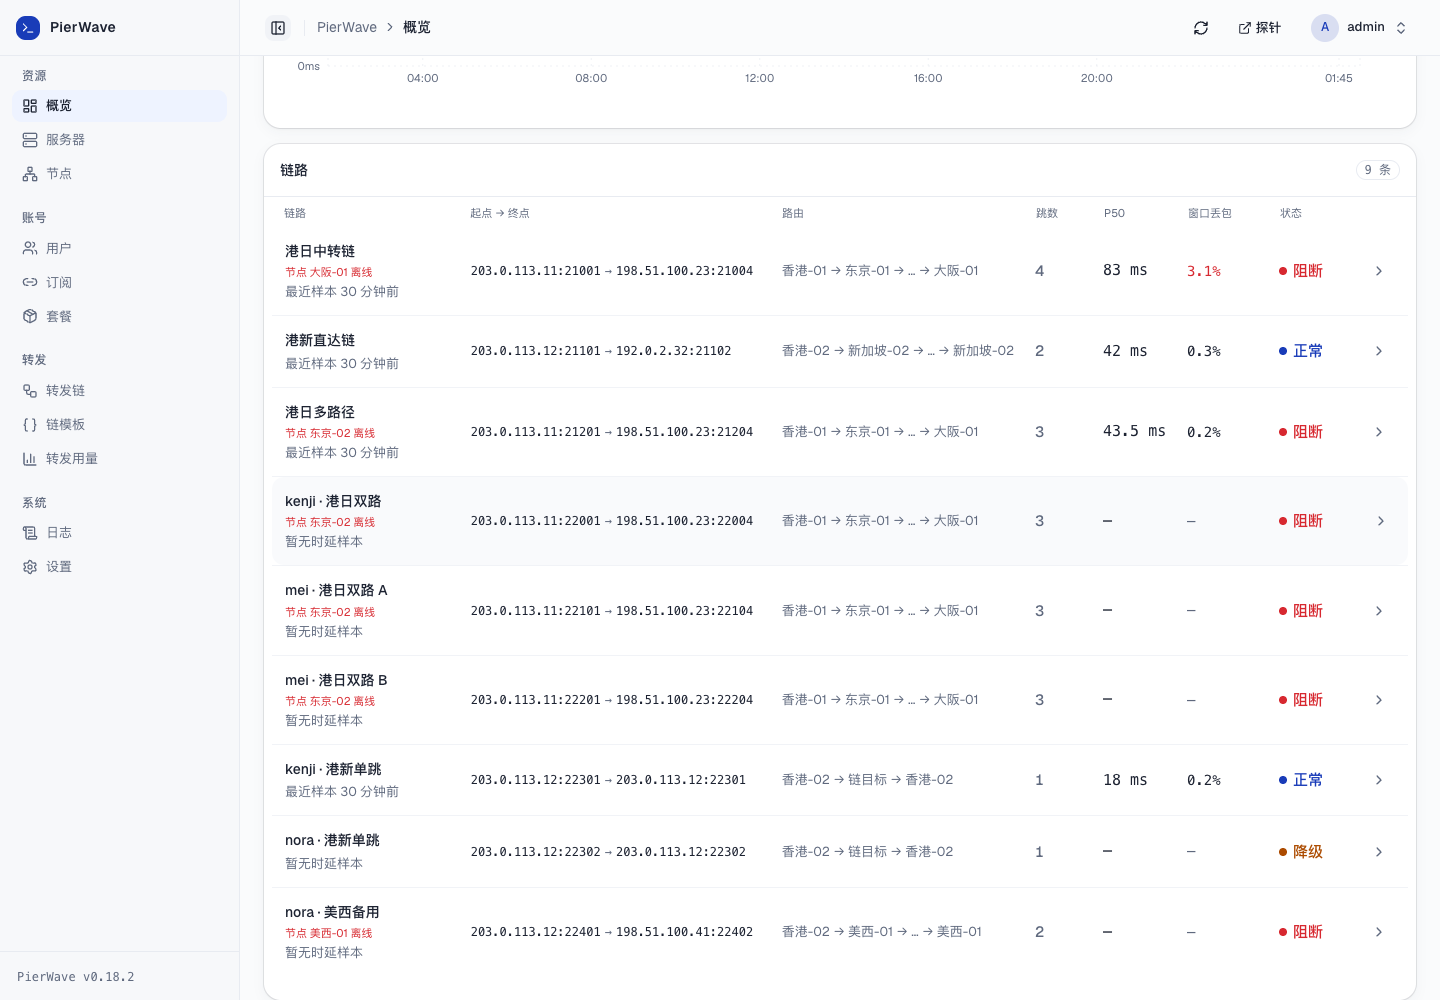 PierWave
PierWave > 概览
探针
A admin
资源
概览
服务器
节点
账号
用户
订阅
套餐
转发
转发链
链模板
转发用量
系统
日志
设置
PierWave v0.18.2
0ms
04:00 08:00 12:00 16:00 20:00 01:45
链路 9 条
链路 起点 → 终点 路由 跳数 P50 窗口丢包 状态
港日中转链
节点 大阪-01 离线
最近样本 30 分钟前
203.0.113.11:21001 → 198.51.100.23:21004 香港-01 → 东京-01 → … → 大阪-01 4 83 ms 3.1% 阻断
港新直达链
最近样本 30 分钟前
203.0.113.12:21101 → 192.0.2.32:21102 香港-02 → 新加坡-02 → … → 新加坡-02 2 42 ms 0.3% 正常
港日多路径
节点 东京-02 离线
最近样本 30 分钟前
203.0.113.11:21201 → 198.51.100.23:21204 香港-01 → 东京-01 → … → 大阪-01 3 43.5 ms 0.2% 阻断
kenji · 港日双路
节点 东京-02 离线
暂无时延样本
203.0.113.11:22001 → 198.51.100.23:22004 香港-01 → 东京-01 → … → 大阪-01 3 — — 阻断
mei · 港日双路 A
节点 东京-02 离线
暂无时延样本
203.0.113.11:22101 → 198.51.100.23:22104 香港-01 → 东京-01 → … → 大阪-01 3 — — 阻断
mei · 港日双路 B
节点 东京-02 离线
暂无时延样本
203.0.113.11:22201 → 198.51.100.23:22204 香港-01 → 东京-01 → … → 大阪-01 3 — — 阻断
kenji · 港新单跳
最近样本 30 分钟前
203.0.113.12:22301 → 203.0.113.12:22301 香港-02 → 链目标 → 香港-02 1 18 ms 0.2% 正常
nora · 港新单跳
暂无时延样本
203.0.113.12:22302 → 203.0.113.12:22302 香港-02 → 链目标 → 香港-02 1 — — 降级
nora · 美西备用
节点 美西-01 离线
暂无时延样本
203.0.113.12:22401 → 198.51.100.41:22402 香港-02 → 美西-01 → … → 美西-01 2 — — 阻断